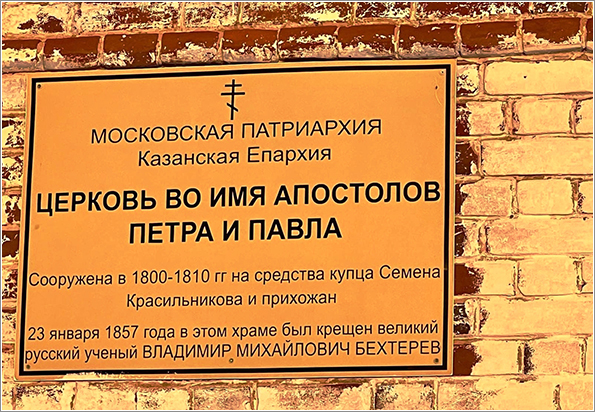 МОСКОВСКАЯ ПАТРИАРХИЯ
Казанская Епархия
ЦЕРКОВЬ ВО ИМЯ АПОСТОЛОВ
ПЕТРА И ПАВЛА
Сооружена в 1800-1810 гг на средства купца Семена
Красильникова и прихожан
23 января 1857 года в этом храме был крещен великий
русский ученый ВЛАДИМИР МИХАЙЛОВИЧ БЕХТЕРЕВ